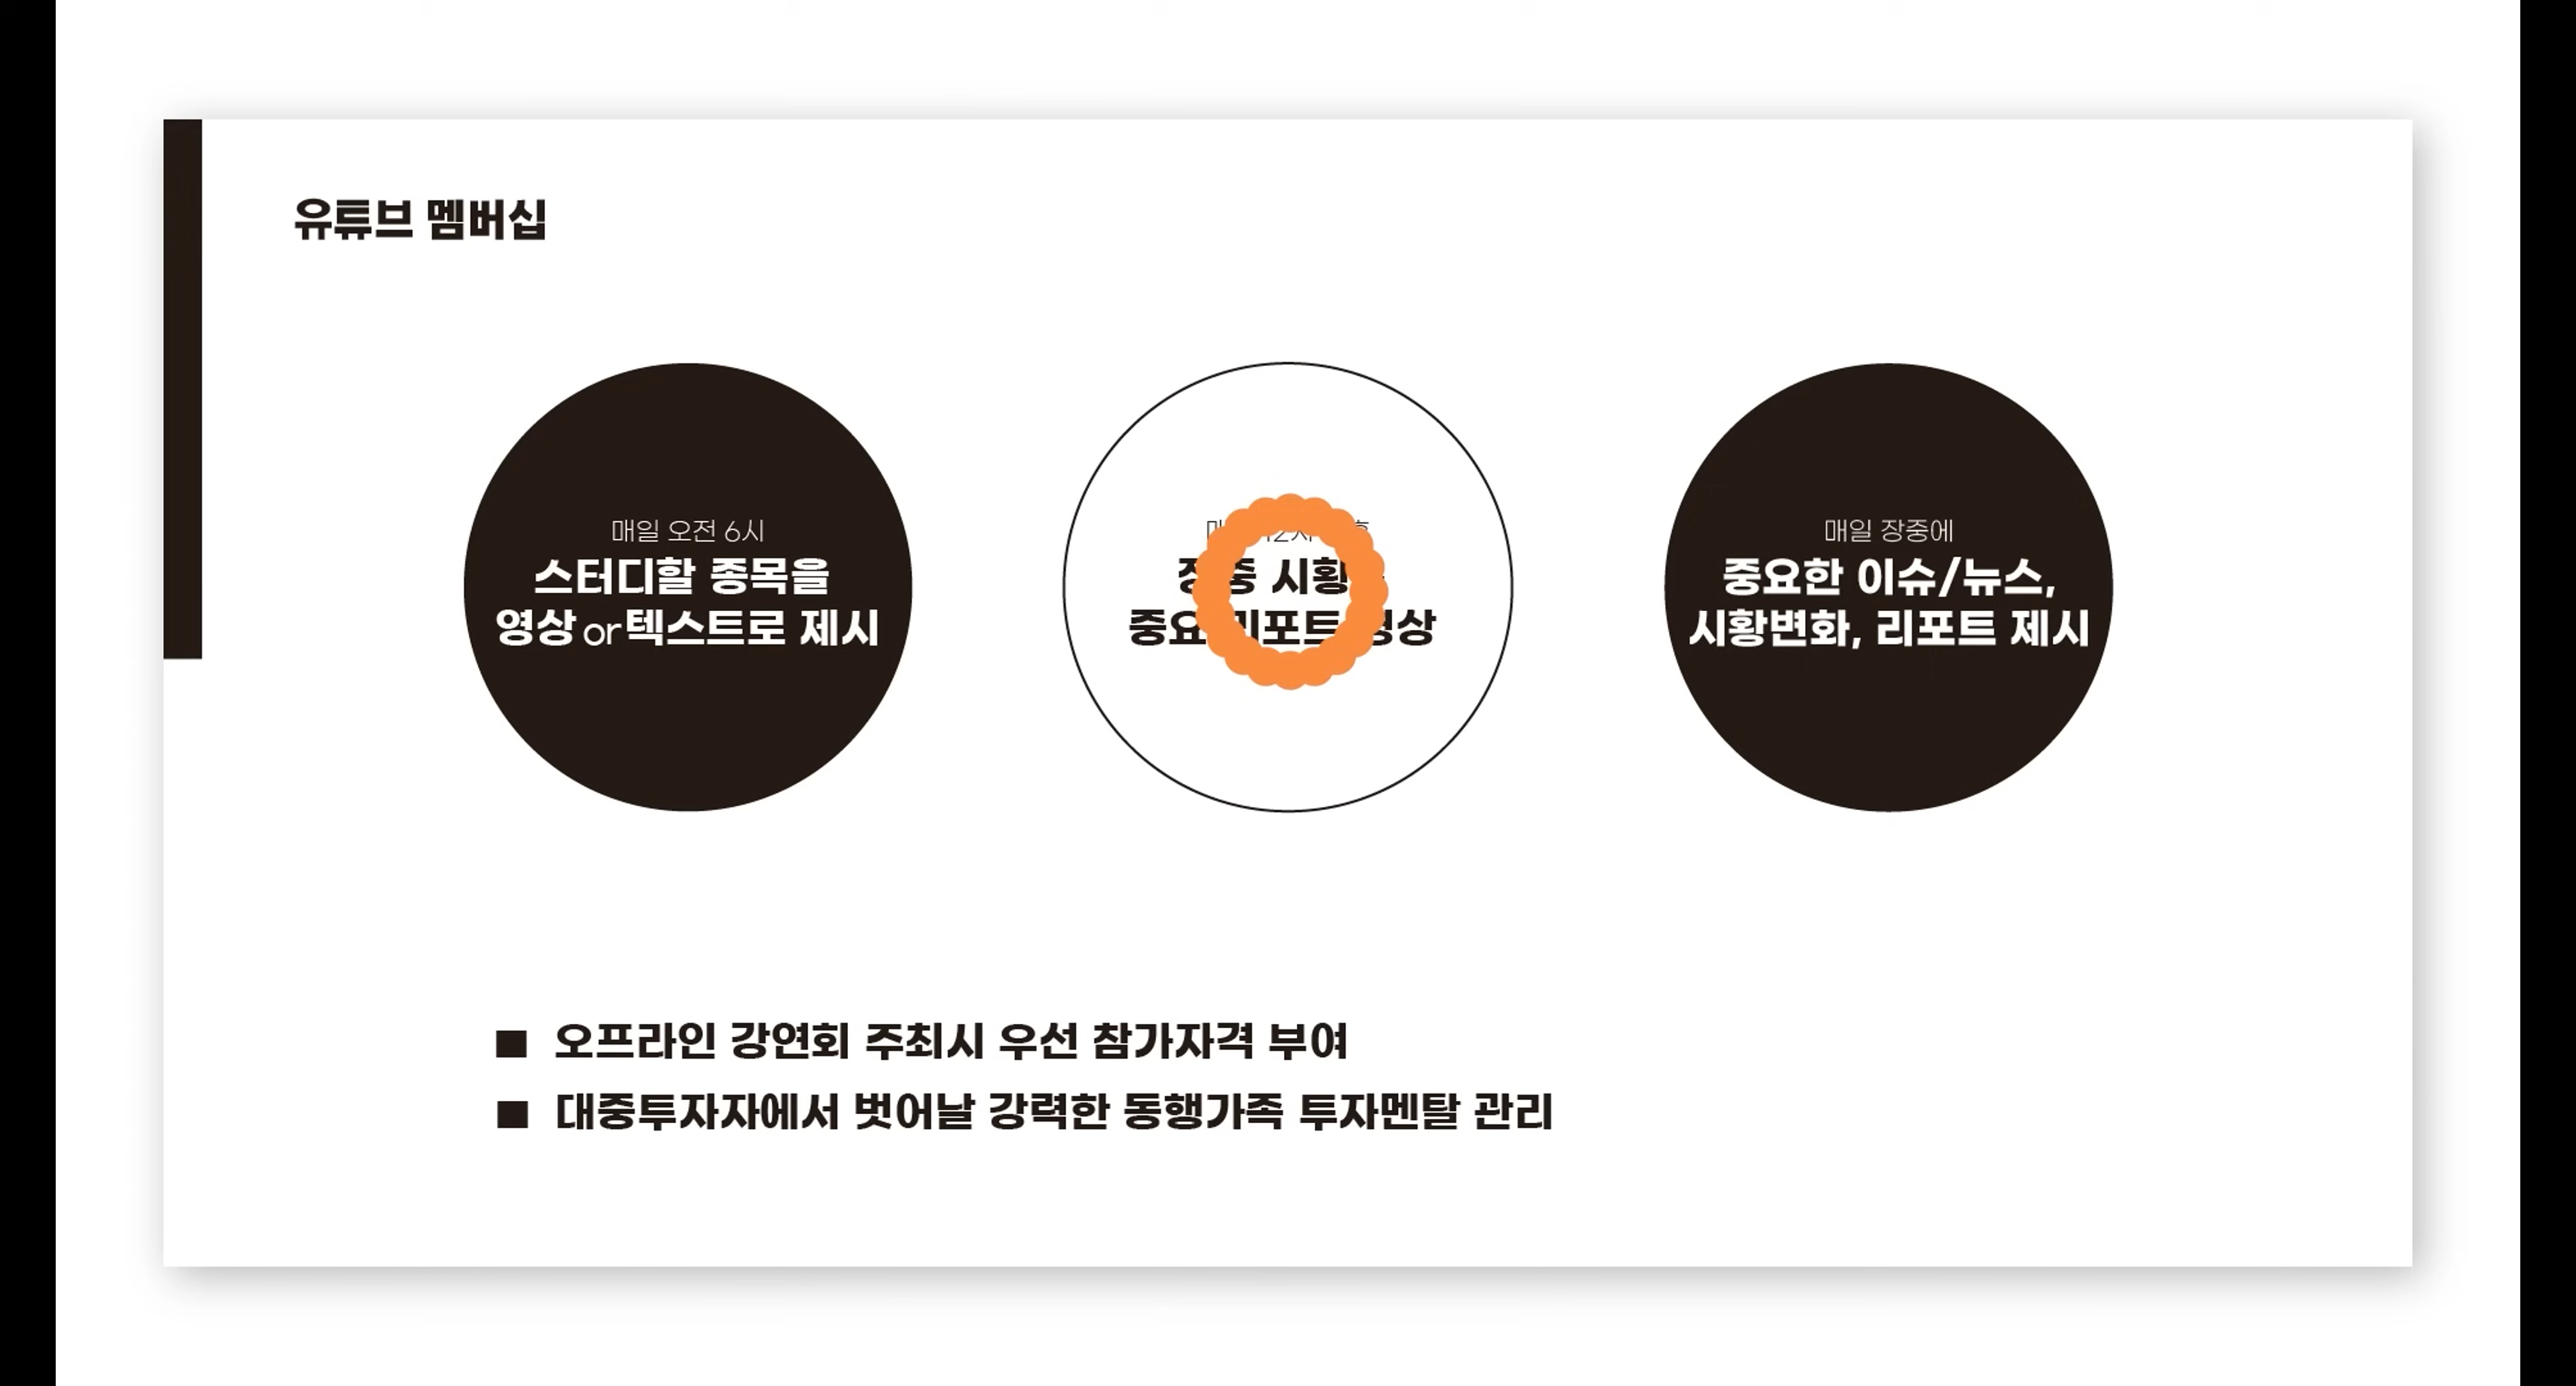 유튜브 멤버십
매일 오전 6시
스터디할 종목을
영상 or 텍스트로 제시
시황
영상
매일 장중에
중요한 이슈/뉴스,
시황변화, 리포트 제시
■ 오프라인 강연회 주최시 우선 참가자격 부여
■ 대중투자자에서 벗어날 강력한 동행가족 투자멘탈 관리